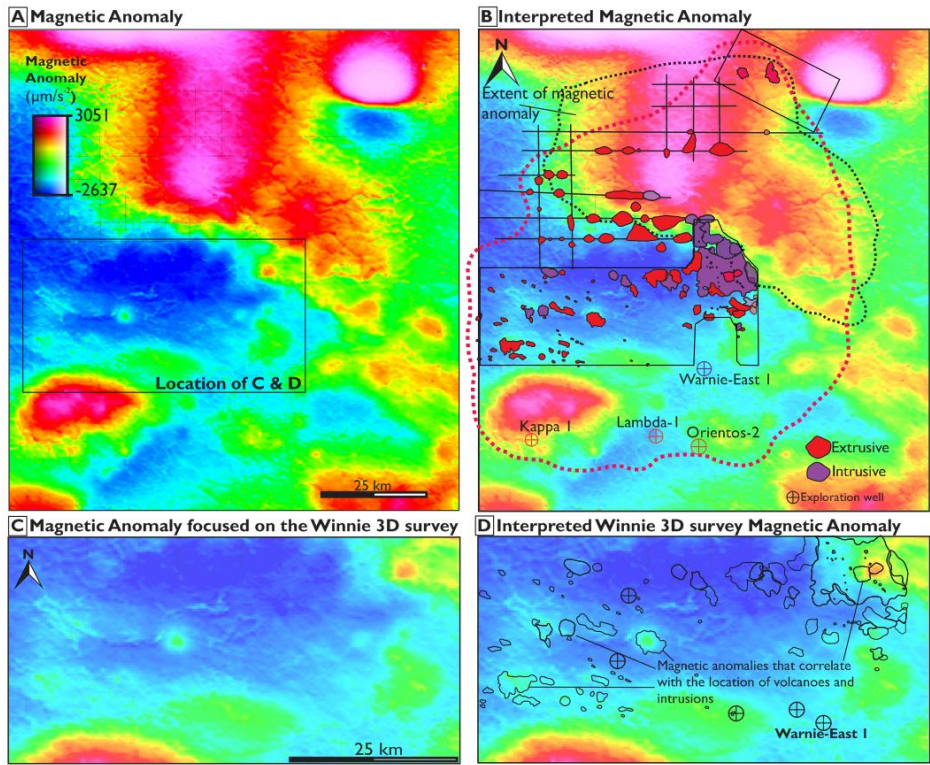 A Magnetic Anomaly
Magnetic
Anomaly
(μm/s²)
3051
-2637
Location of C & D
25 km
B Interpreted Magnetic Anomaly
N
Extent of magnetic
anomaly
Warnie-East 1
Kappa 1
Lambda-1
Orientos-2
Extrusive
Intrusive
Exploration well
C Magnetic Anomaly focused on the Winnie 3D survey
N
25 km
D Interpreted Winnie 3D survey Magnetic Anomaly
Magnetic anomalies that correlate
with the location of volcanoes and
intrusions
Warnie-East 1